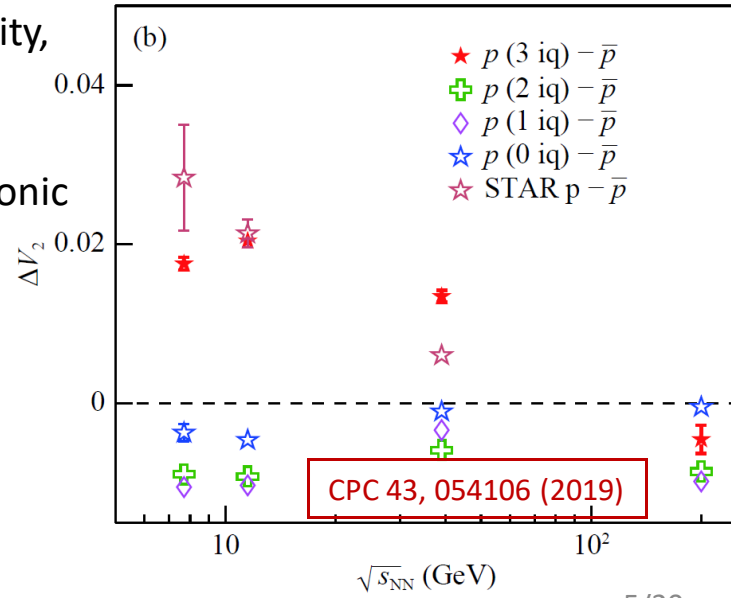 ity,
onic
(b)
p (3 iq) − p̅
p (2 iq) − p̅
p (1 iq) − p̅
p (0 iq) − p̅
STAR p − p̅
0.04
0.02
0
ΔV₂
CPC 43, 054106 (2019)
10
10²
√sNN (GeV)